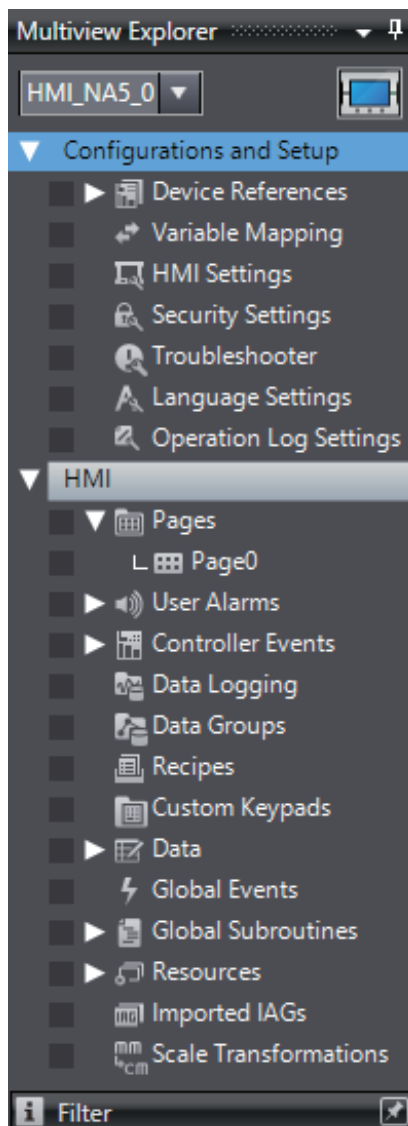 Multiview Explorer
HMI_NA5_0
Configurations and Setup
Device References
Variable Mapping
HMI Settings
Security Settings
Troubleshooter
Language Settings
Operation Log Settings
HMI
Pages
Page0
User Alarms
Controller Events
Data Logging
Data Groups
Recipes
Custom Keypads
Data
Global Events
Global Subroutines
Resources
Imported IAGs
mm
cm Scale Transformations
Filter